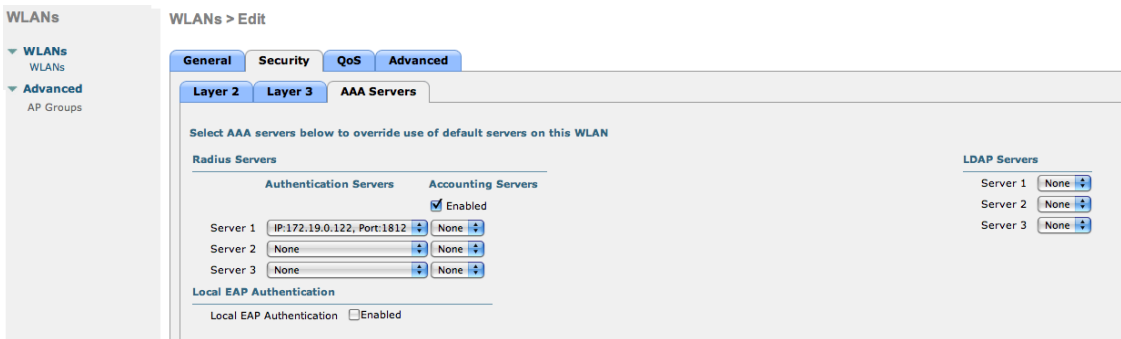 WLANs
WLANs > Edit
WLANs
WLANs
Advanced
AP Groups
General Security QoS Advanced
Layer 2 Layer 3 AAA Servers
Select AAA servers below to override use of default servers on this WLAN
Radius Servers
LDAP Servers
Authentication Servers Accounting Servers
Enabled
Server 1 IP:172.19.0.122, Port:1812 None
Server 2 None None
Server 3 None None
Server 1 None
Server 2 None
Server 3 None
Local EAP Authentication
Local EAP Authentication Enabled